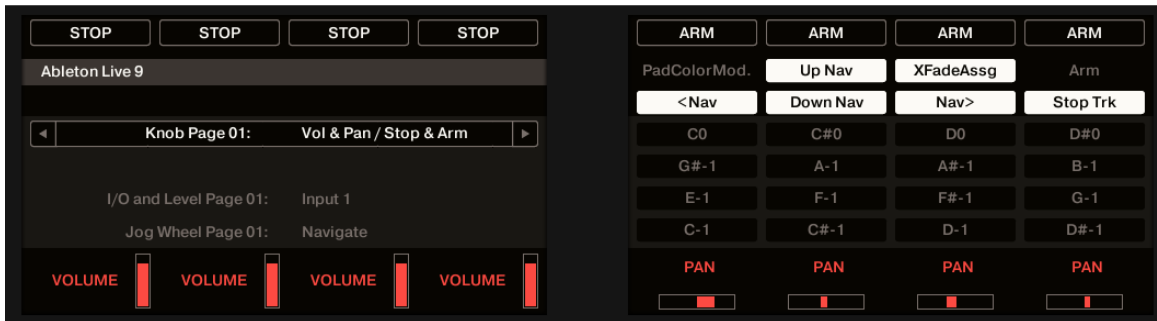 STOP STOP STOP STOP
Ableton Live 9
Knob Page 01: Vol & Pan / Stop & Arm
I/O and Level Page 01: Input 1
Jog Wheel Page 01: Navigate
VOLUME VOLUME VOLUME VOLUME
ARM ARM ARM ARM
PadColorMod. Up Nav XFadeAssg Arm
<Nav Down Nav Nav> Stop Trk
C0 C#0 D0 D#0
G#-1 A-1 A#-1 B-1
E-1 F-1 F#-1 G-1
C-1 C#-1 D-1 D#-1
PAN PAN PAN PAN